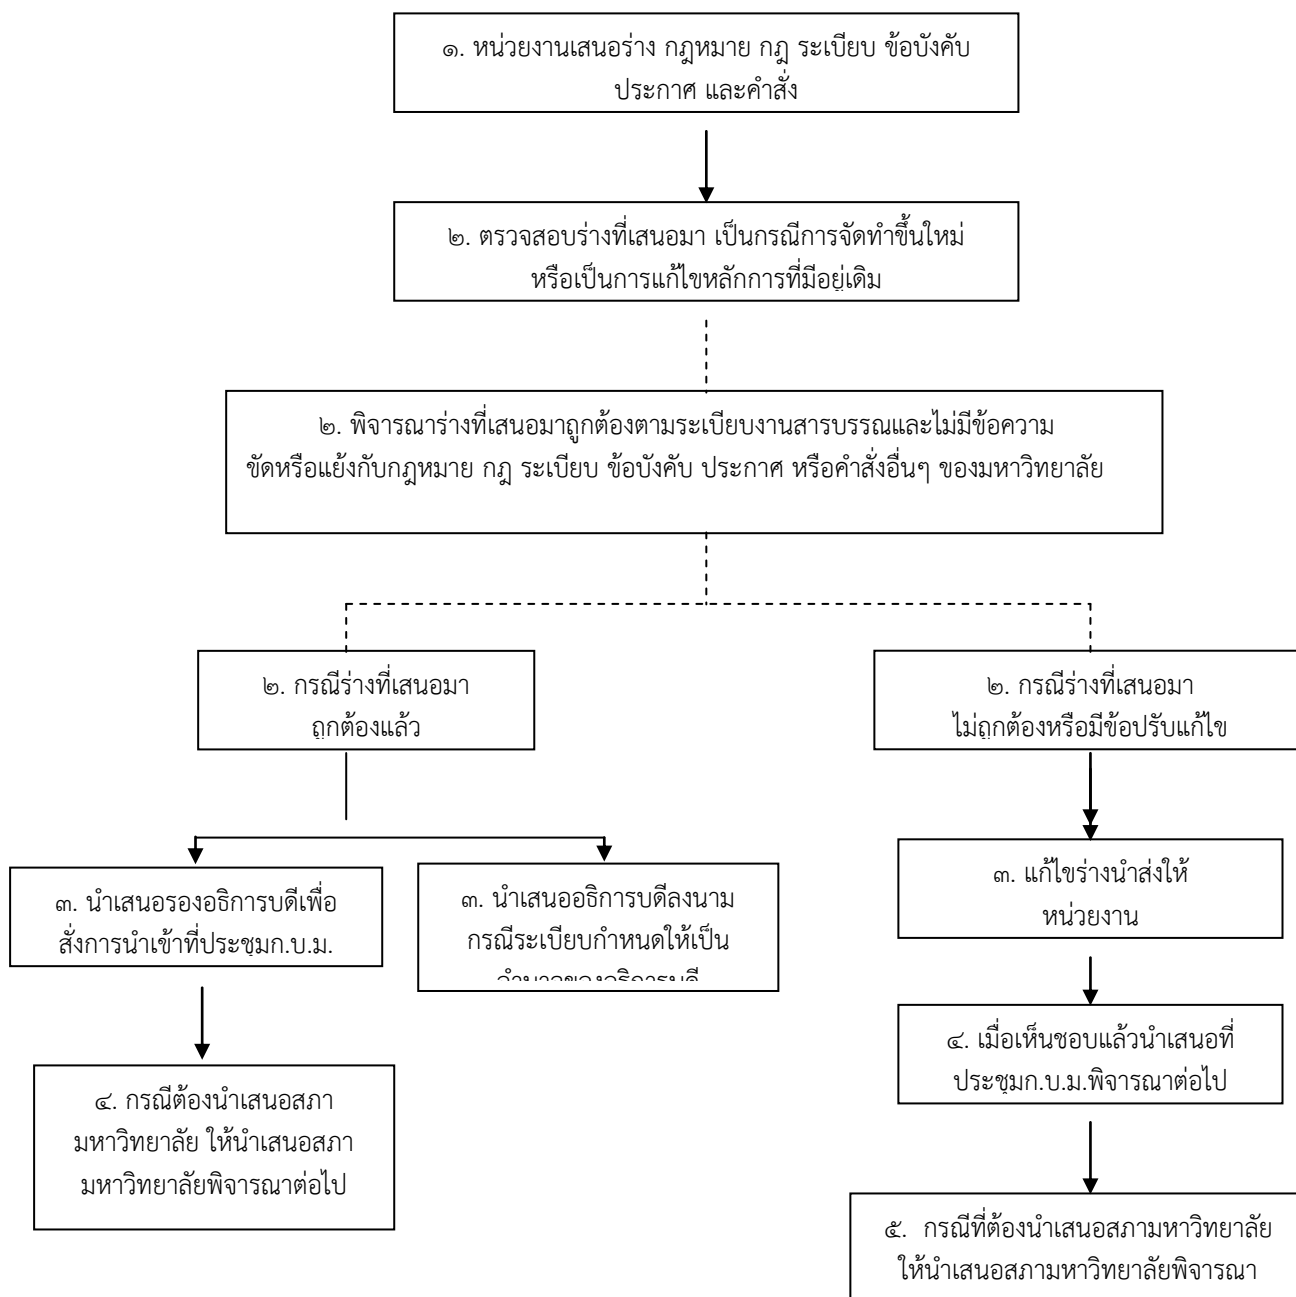 ๑. หน่วยงานเสนอร่าง กฎหมาย กฎ ระเบียบ ข้อบังคับ
ประกาศ และคำสั่ง
๒. ตรวจสอบร่างที่เสนอมา เป็นกรณีการจัดทำขึ้นใหม่
หรือเป็นการแก้ไขหลักการที่มีอยู่เดิม
๒. พิจารณาร่างที่เสนอมาถูกต้องตามระเบียบงานสารบรรณและไม่มีข้อความ
ขัดหรือแย้งกับกฎหมาย กฎ ระเบียบ ข้อบังคับ ประกาศ หรือคำสั่งอื่นๆ ของมหาวิทยาลัย
๒. กรณีร่างที่เสนอมา
ถูกต้องแล้ว
๒. กรณีร่างที่เสนอมา
ไม่ถูกต้องหรือมีข้อปรับแก้ไข
๓. นำเสนอรองอธิการบดีเพื่อ
สั่งการนำเข้าที่ประชุมก.บ.ม.
๓. นำเสนออธิการบดีลงนาม
กรณีระเบียบกำหนดให้เป็น
อำนาจของอธิการบดี
๓. แก้ไขร่างนำส่งให้
หน่วยงาน
๔. กรณีต้องนำเสนอสภา
มหาวิทยาลัย ให้นำเสนอสภา
มหาวิทยาลัยพิจารณาต่อไป
๔. เมื่อเห็นชอบแล้วนำเสนอที่
ประชุมก.บ.ม.พิจารณาต่อไป
๕. กรณีที่ต้องนำเสนอสภามหาวิทยาลัย
ให้นำเสนอสภามหาวิทยาลัยพิจารณา